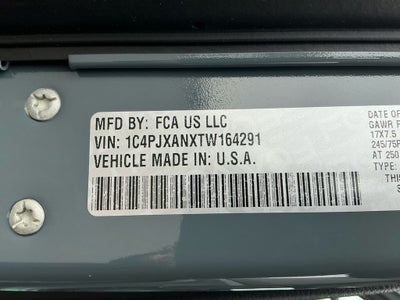 MFD BY: FCA US LLC
VIN: 1C4PJXANXTW164291
VEHICLE MADE IN: U.S.A.
DATE OF
GAWR F
17X7.5
245/75R
AT 250
TYPE:
THIS